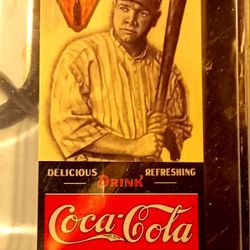 DELICIOUS REFRESHING
DRINK
Coca-Cola